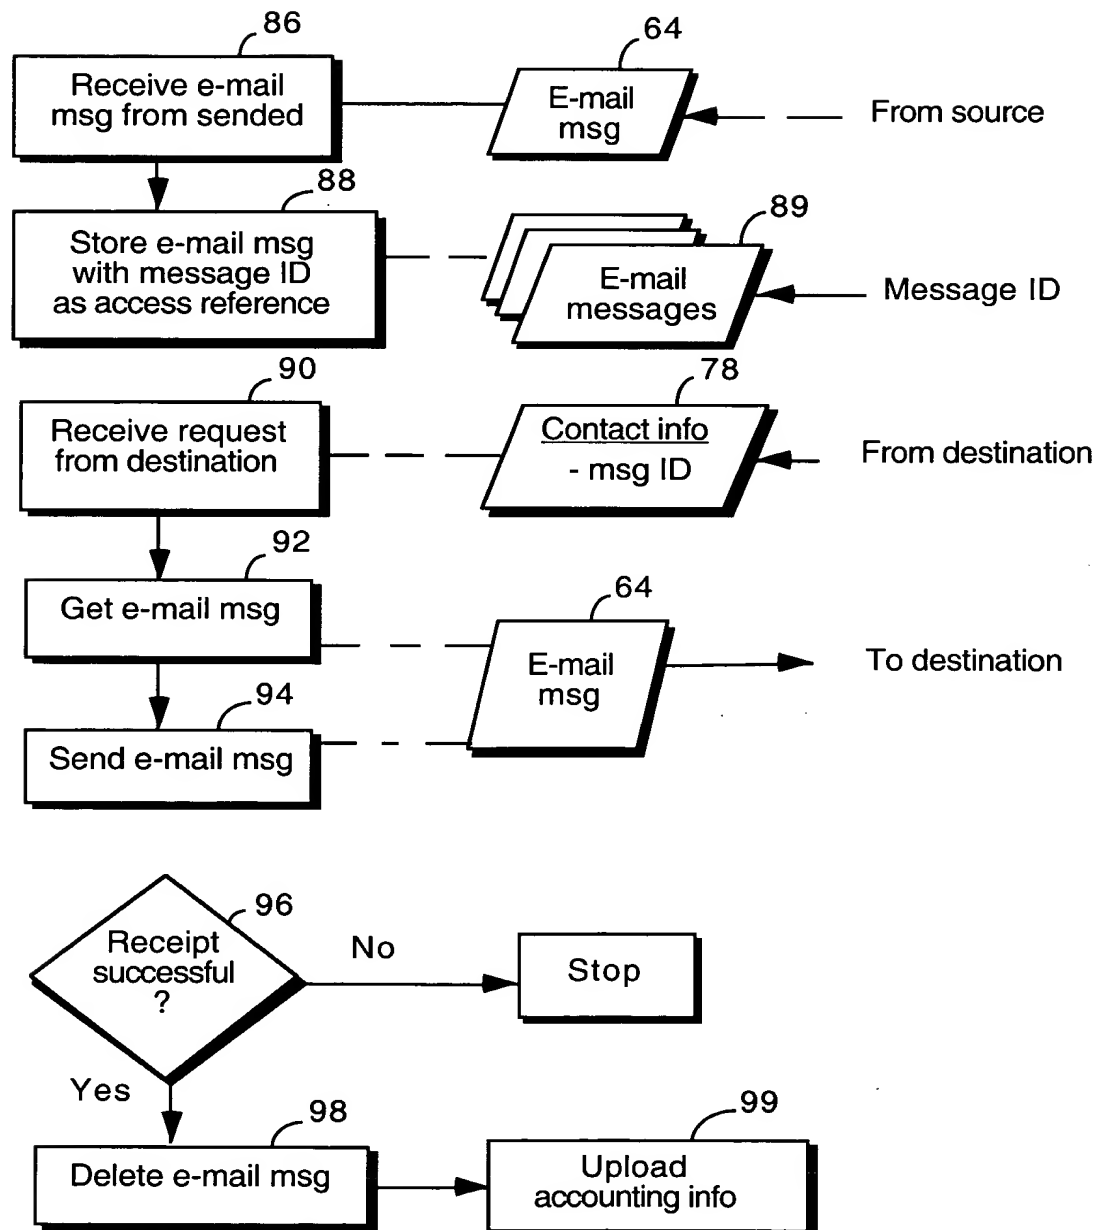 86
64
Receive e-mail
msg from sended
E-mail
msg
From source
88
89
Store e-mail msg
with message ID
as access reference
E-mail
messages
Message ID
90
78
Receive request
from destination
Contact info
- msg ID
From destination
92
Get e-mail msg
64
E-mail
msg
To destination
94
Send e-mail msg
96
Receipt
successful
?
No
Stop
Yes
98
99
Delete e-mail msg
Upload
accounting info